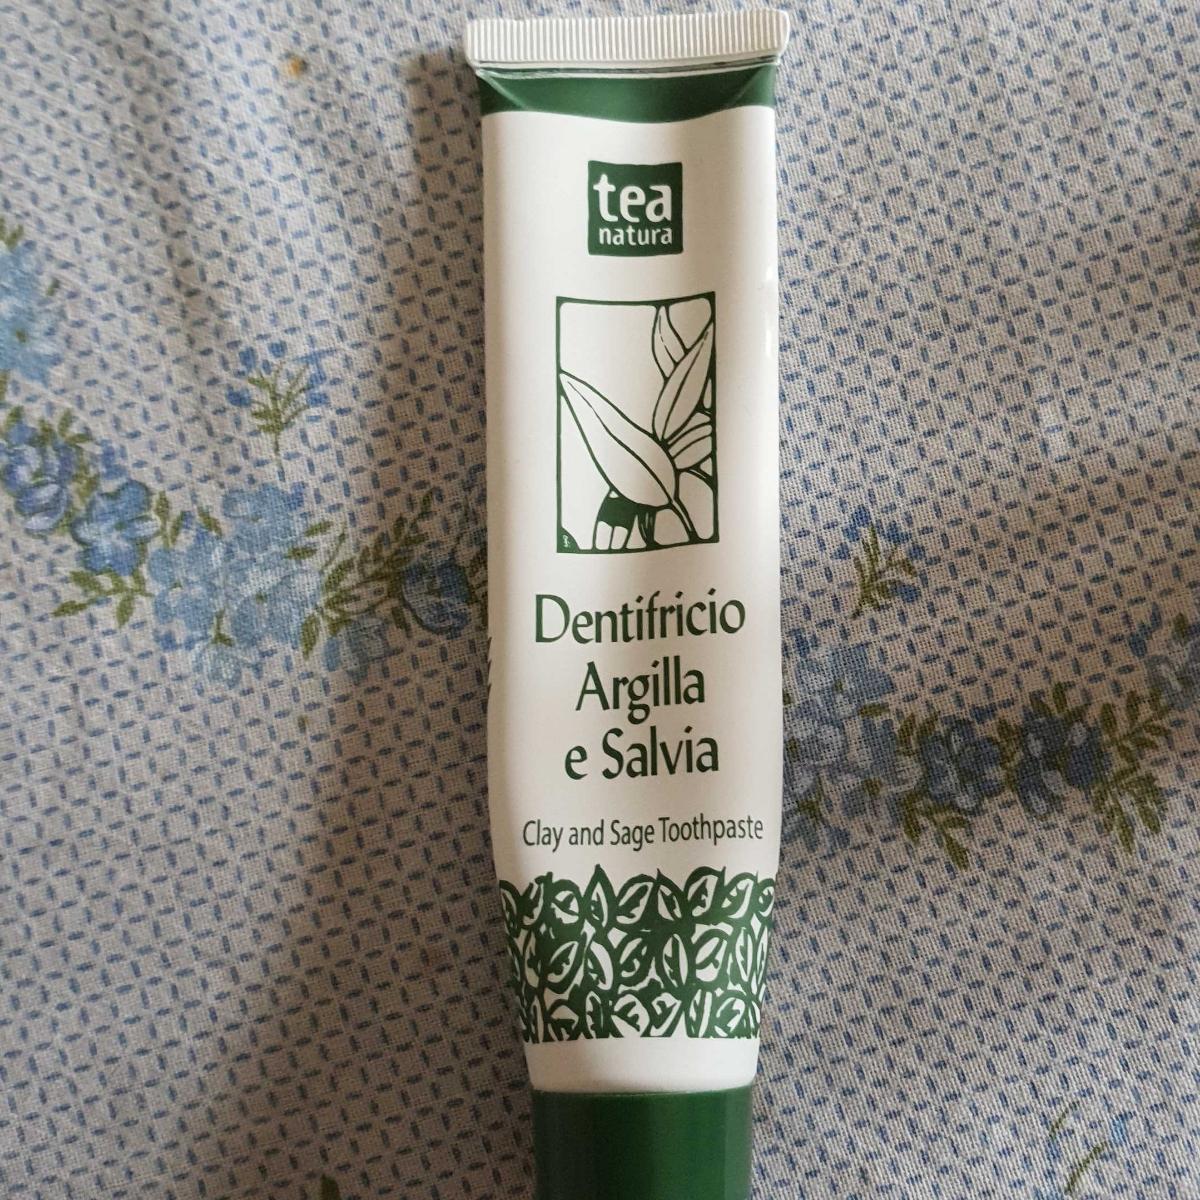 tea
natura
Dentifricio
Argilla
e Salvia
Clay and Sage Toothpaste